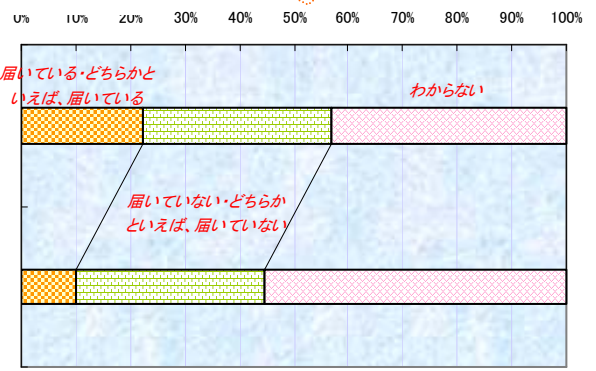 0% 10% 20% 30% 40% 50% 60% 70% 80% 90% 100%
届いている・どちらかと
いえば、届いている
わからない
届いていない・どちらか
といえば、届いていない